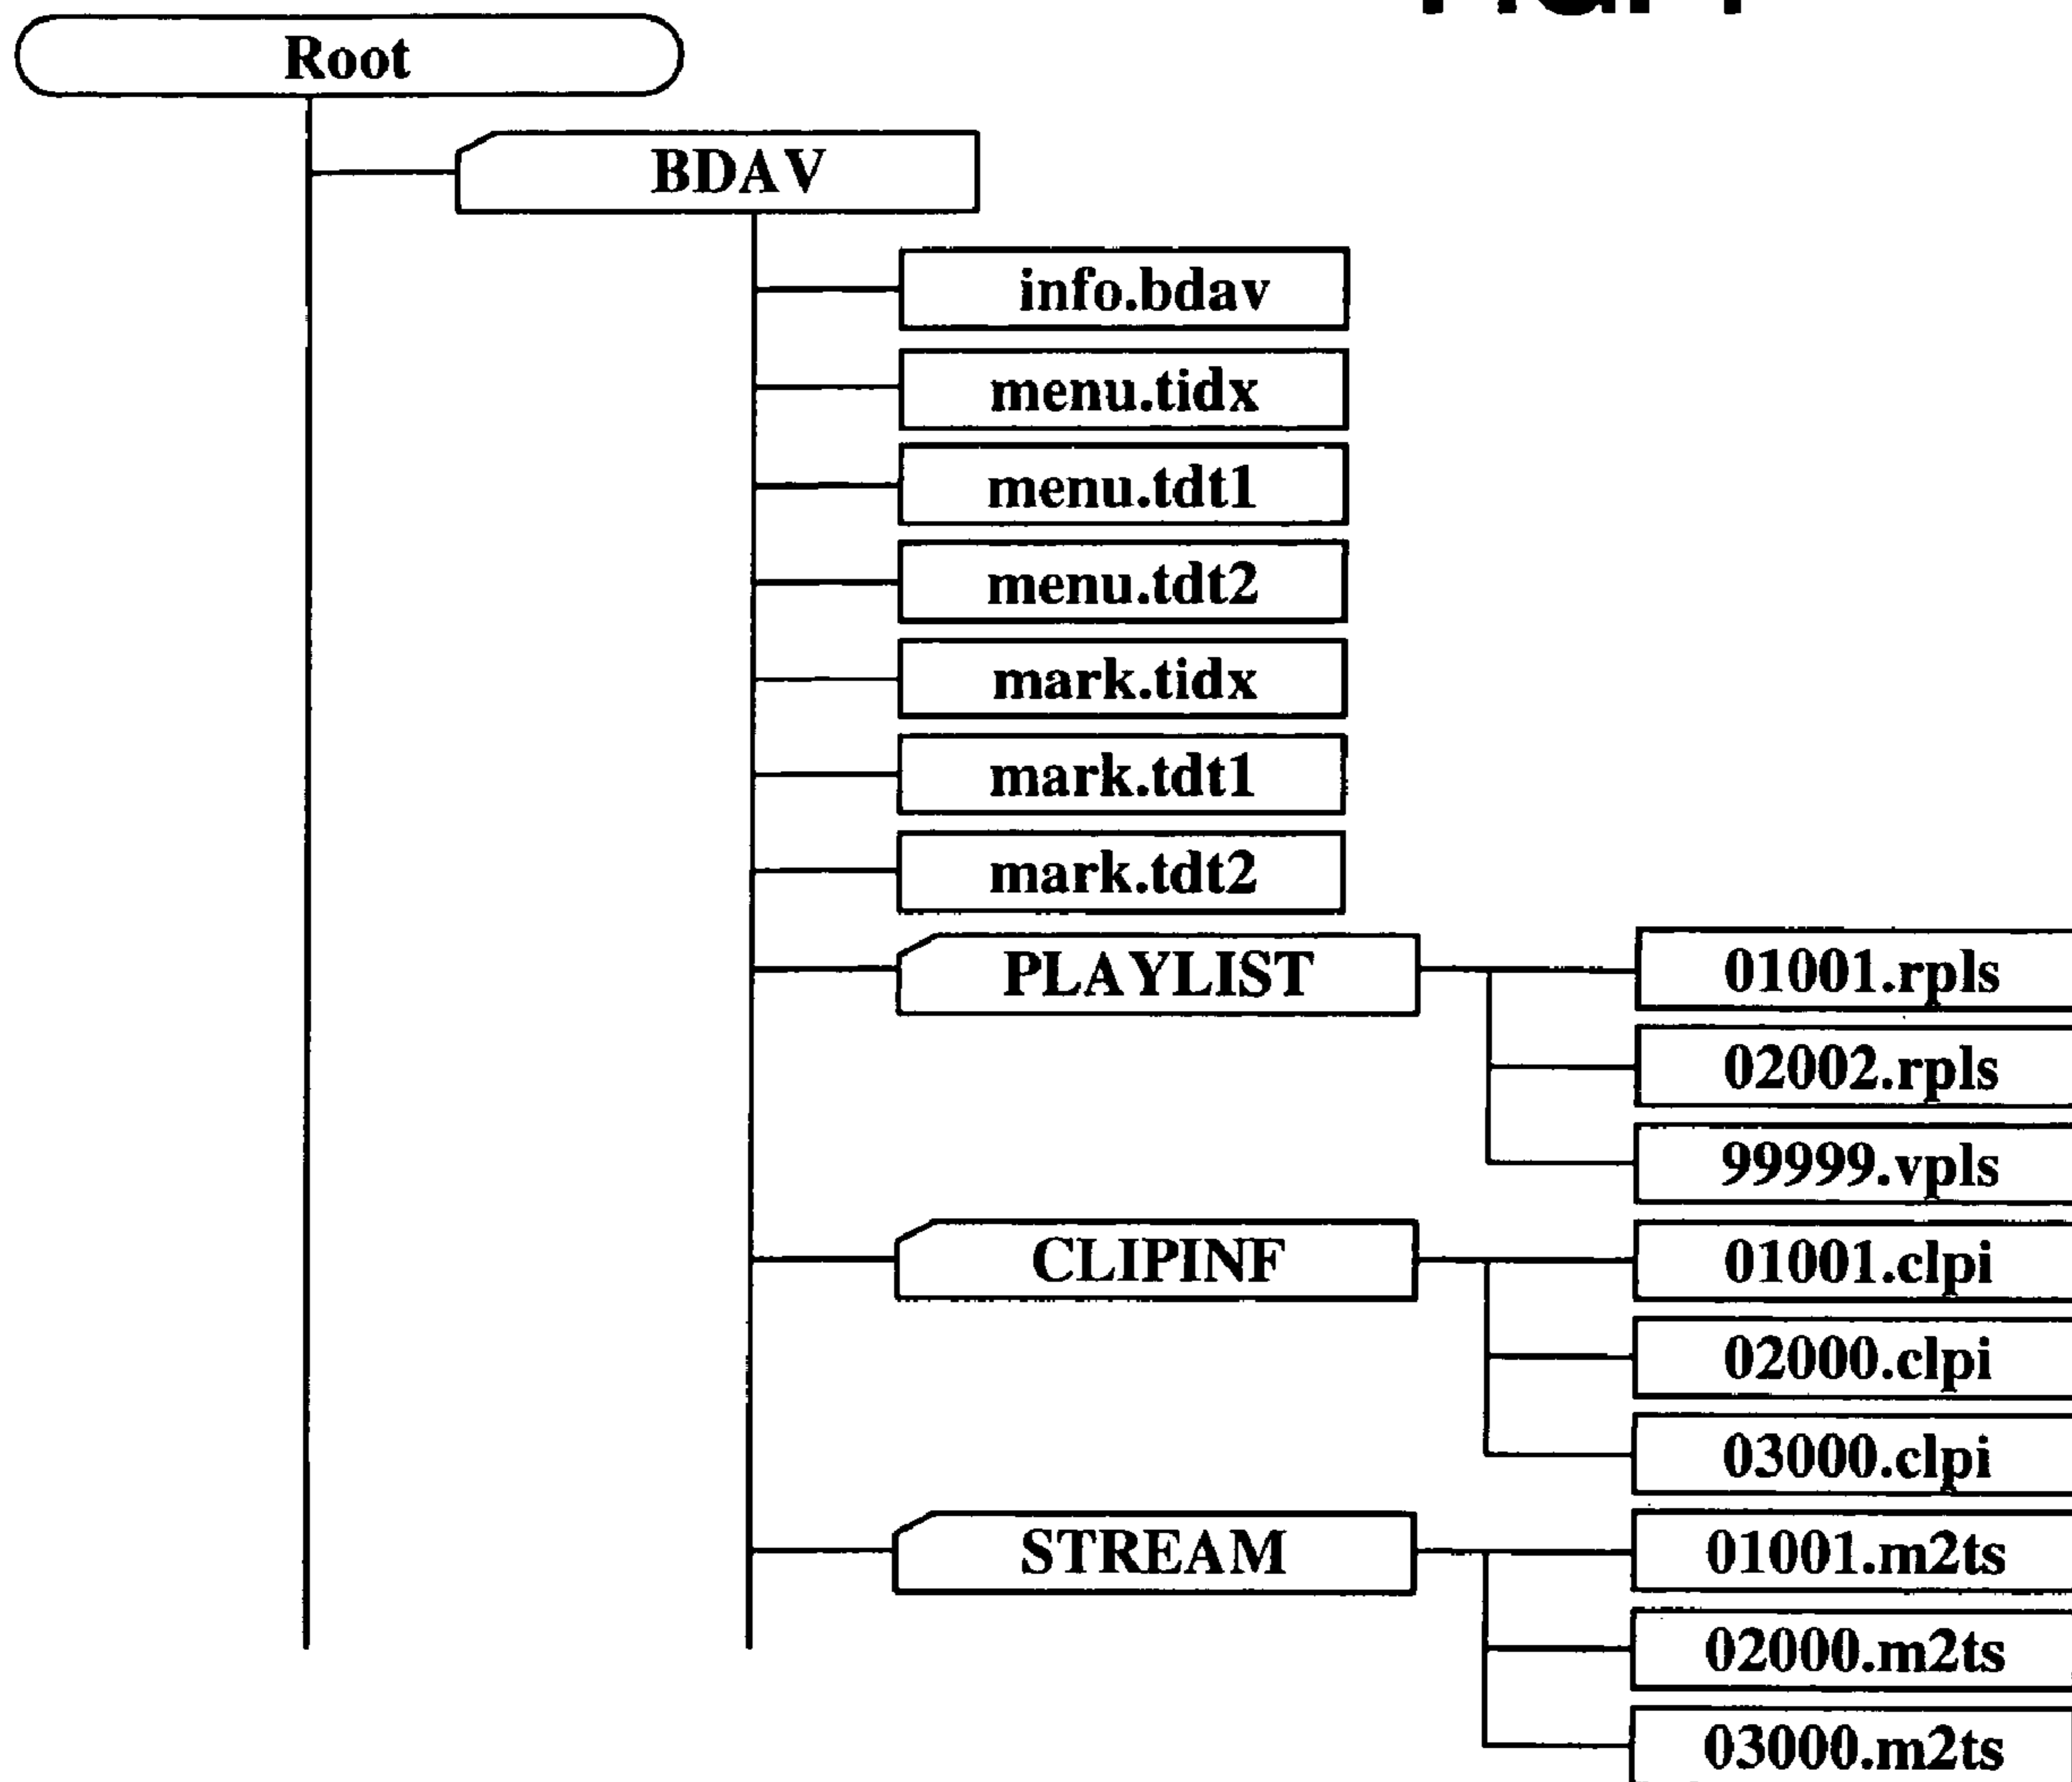 Root
BDAV
info.bdav
menu.tidx
menu.tdt1
menu.tdt2
mark.tidx
mark.tdt1
mark.tdt2
PLAYLIST
01001.rpls
02002.rpls
99999.vpls
CLIPINF
01001.clpi
02000.clpi
03000.clpi
STREAM
01001.m2ts
02000.m2ts
03000.m2ts